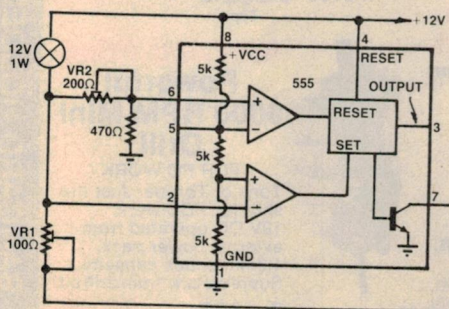 +12V
12V
1W
8
+VCC
4
RESET
VR2
200Ω
5k
555
OUTPUT
6
+
RESET
470Ω
5
−
3
SET
5k
+
2
−
7
VR1
100Ω
5k
GND
1